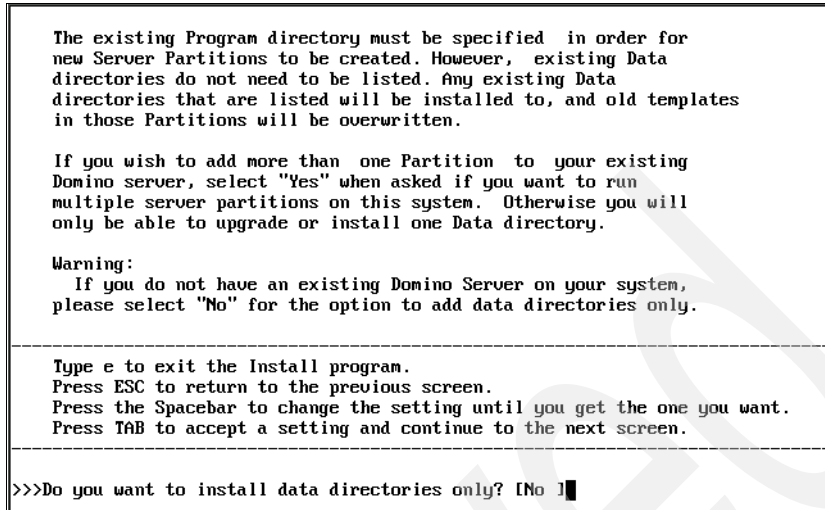 The existing Program directory must be specified in order for
new Server Partitions to be created. However, existing Data
directories do not need to be listed. Any existing Data
directories that are listed will be installed to, and old templates
in those Partitions will be overwritten.
If you wish to add more than one Partition to your existing
Domino server, select "Yes" when asked if you want to run
multiple server partitions on this system. Otherwise you will
only be able to upgrade or install one Data directory.
Warning:
If you do not have an existing Domino Server on your system,
please select "No" for the option to add data directories only.
Type e to exit the Install program.
Press ESC to return to the previous screen.
Press the Spacebar to change the setting until you get the one you want.
Press TAB to accept a setting and continue to the next screen.
>>>Do you want to install data directories only? [No ]